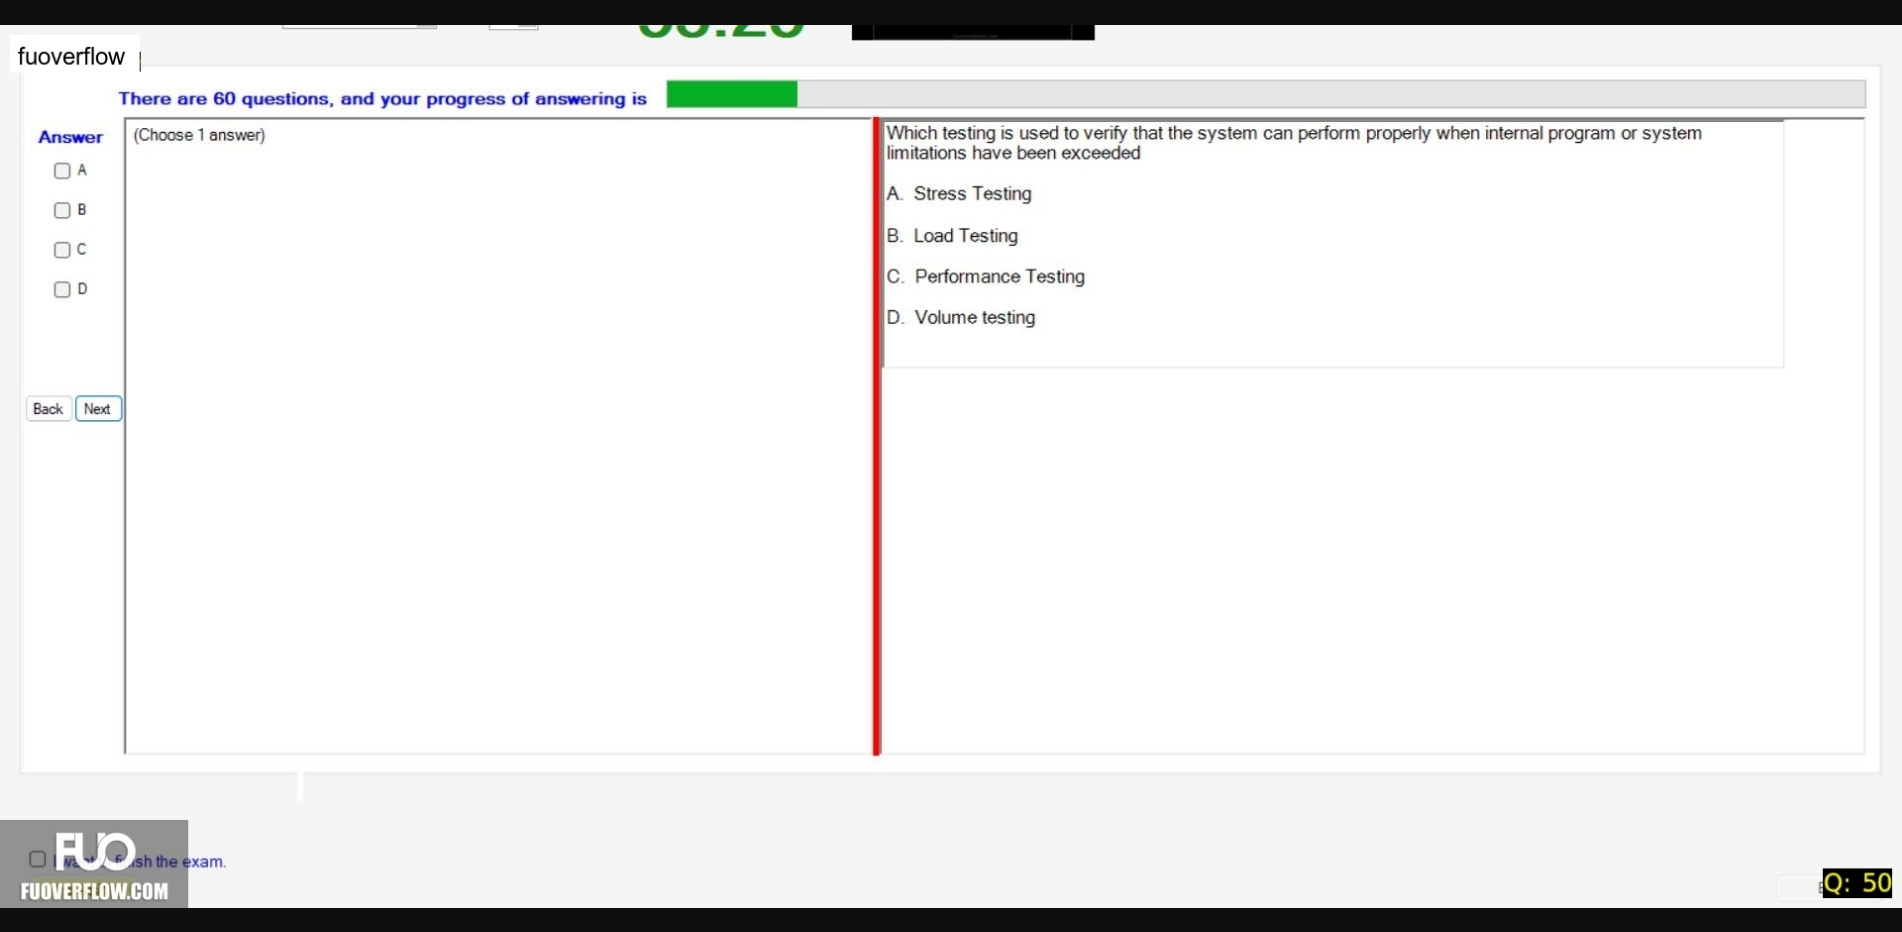 fuoverflow
There are 60 questions, and your progress of answering is
Answer
(Choose 1 answer)
A
B
C
D
Back Next
Which testing is used to verify that the system can perform properly when internal program or system
limitations have been exceeded
A. Stress Testing
B. Load Testing
C. Performance Testing
D. Volume testing
FUO
sh the exam.
FUOVERFLOW.COM
Q: 50